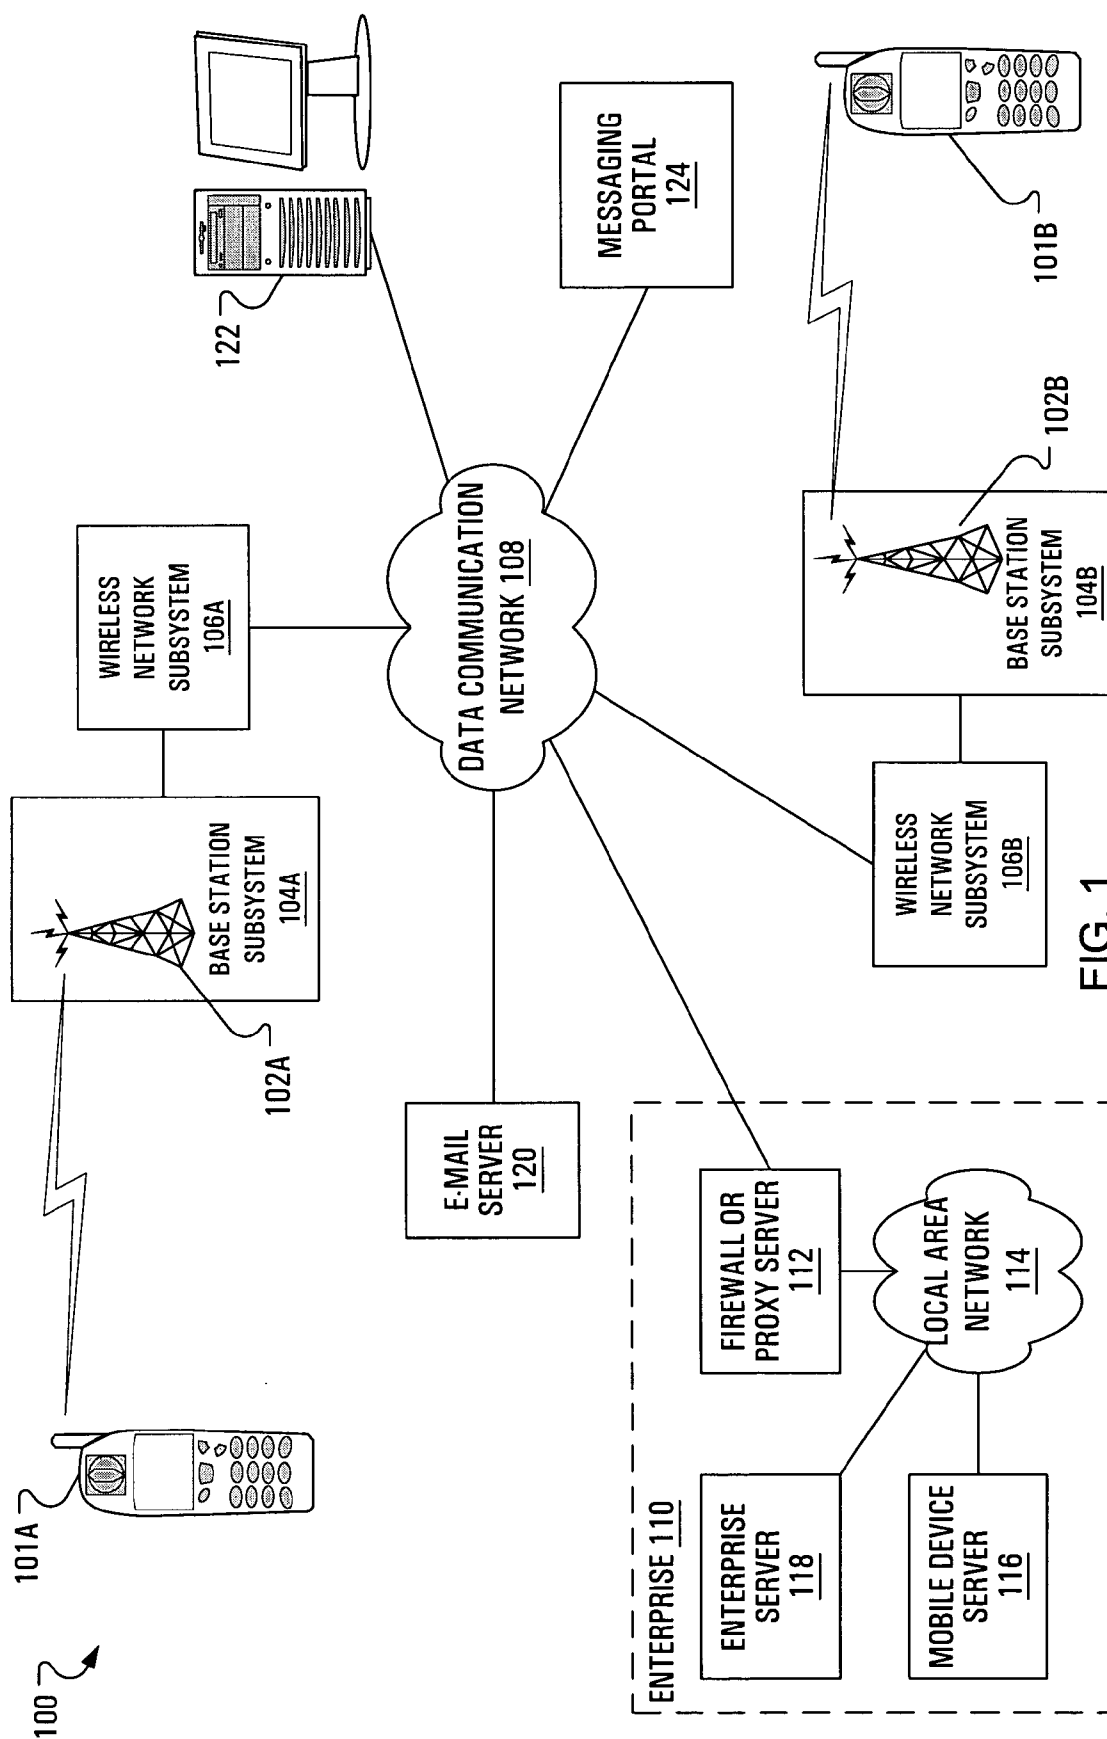 100
101A
102A
BASE STATION
SUBSYSTEM
104A
WIRELESS
NETWORK
SUBSYSTEM
106A
122
E-MAIL
SERVER
120
DATA COMMUNICATION
NETWORK 108
MESSAGING
PORTAL
124
ENTERPRISE 110
ENTERPRISE
SERVER
118
FIREWALL OR
PROXY SERVER
112
MOBILE DEVICE
SERVER
116
LOCAL AREA
NETWORK
114
WIRELESS
NETWORK
SUBSYSTEM
106B
BASE STATION
SUBSYSTEM
104B
102B
101B
FIG. 1